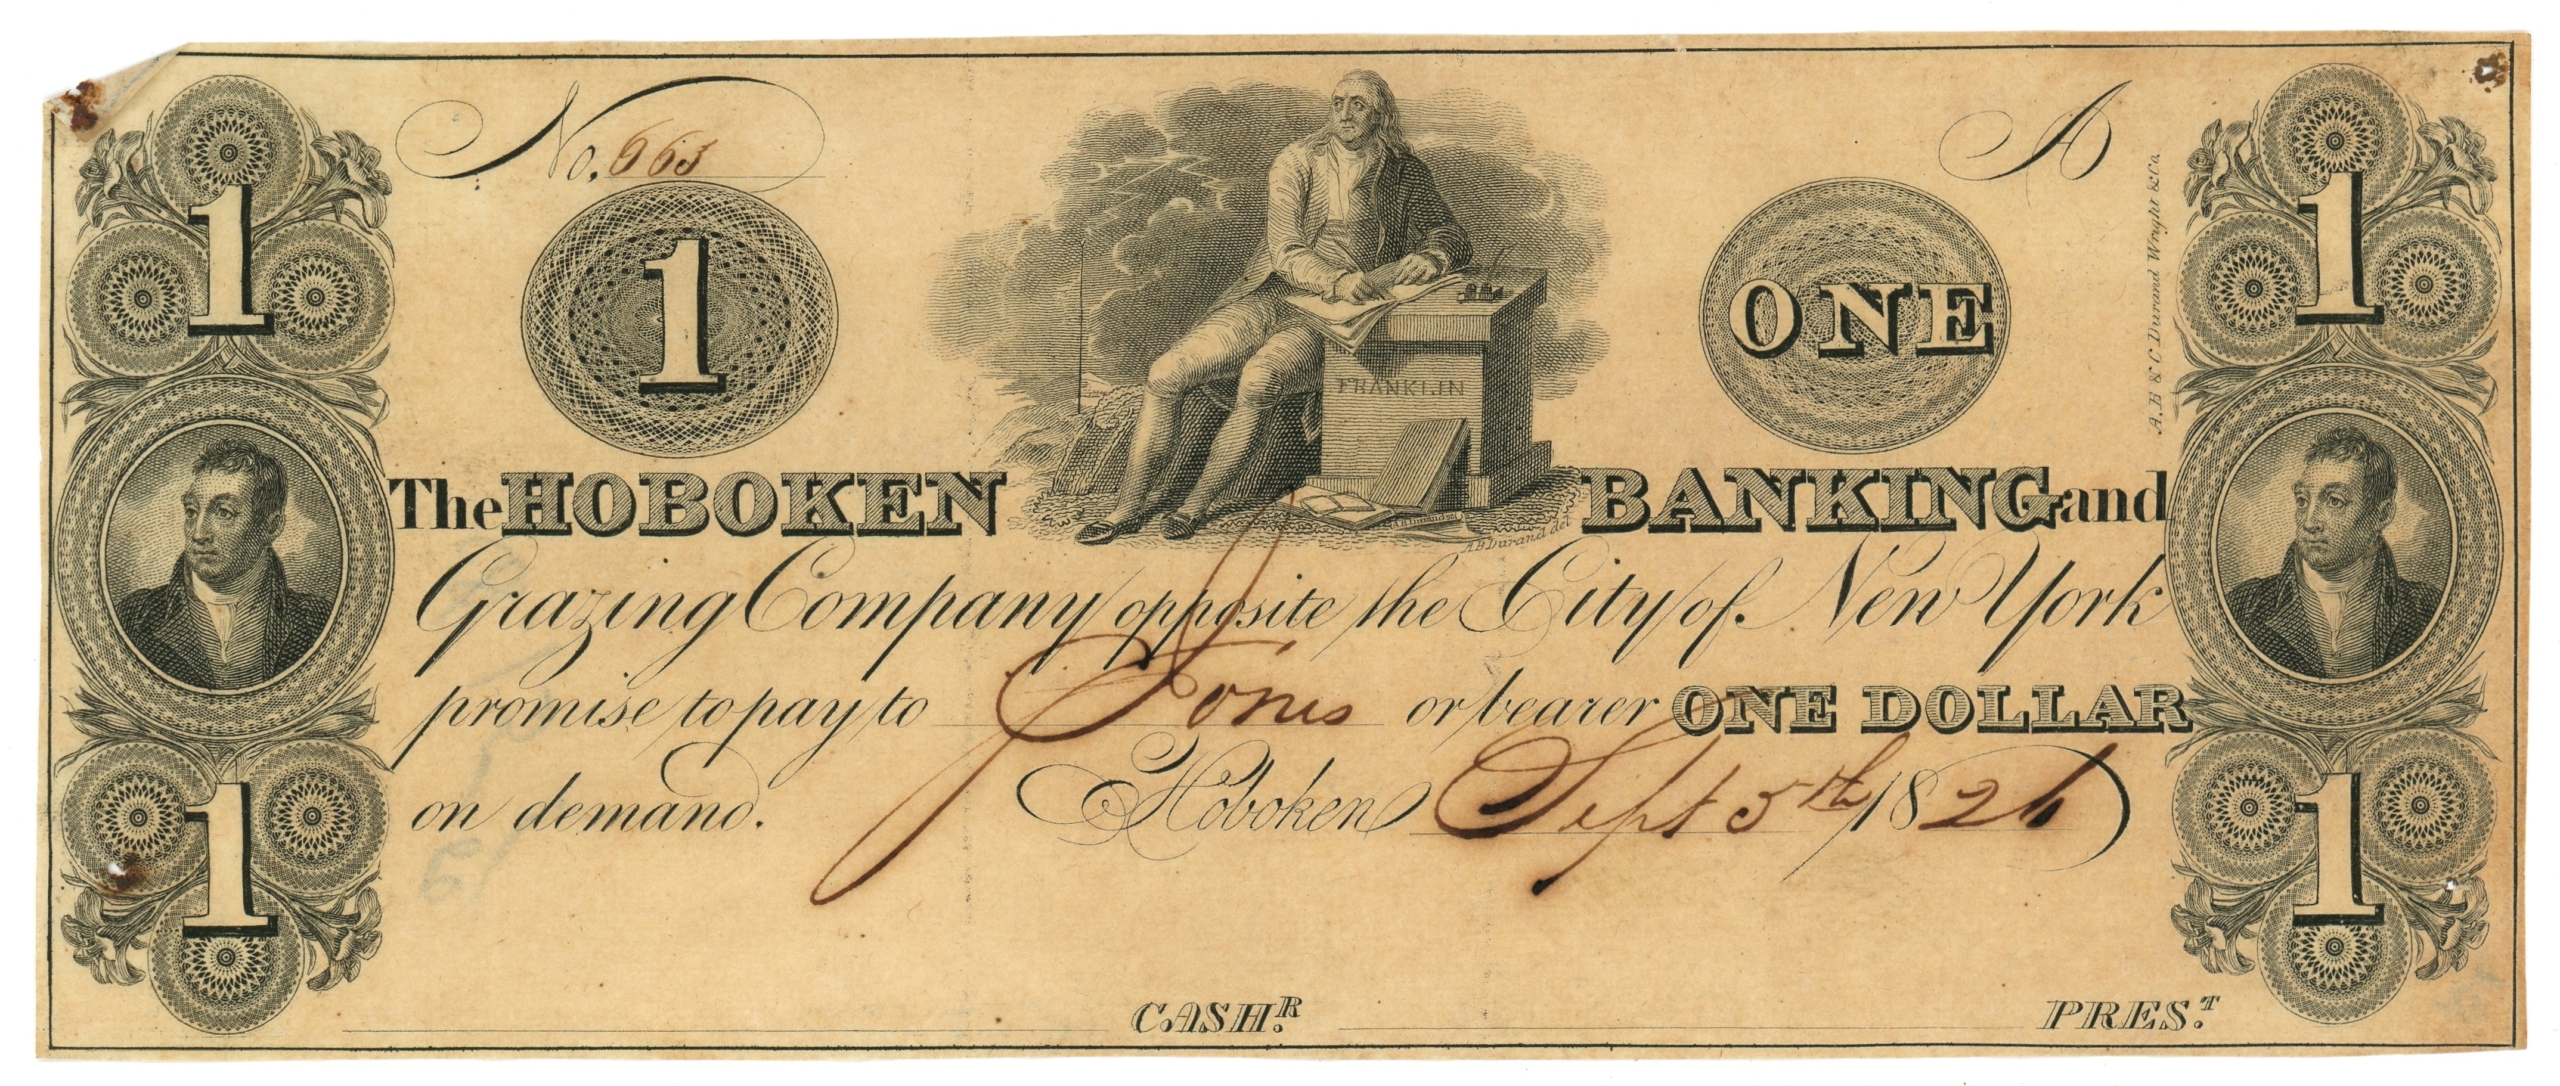 No. 663
A
1
1
1
ONE
FRANKLIN
A.B & C Durand Wright & Co.
The HOBOKEN BANKING and
A B Durand del
Grazing Company opposite the City of New York
promise to pay to Jones or bearer ONE DOLLAR
on demand. Hoboken Sept 5th 1826
1
1
CASH.R PRES.T